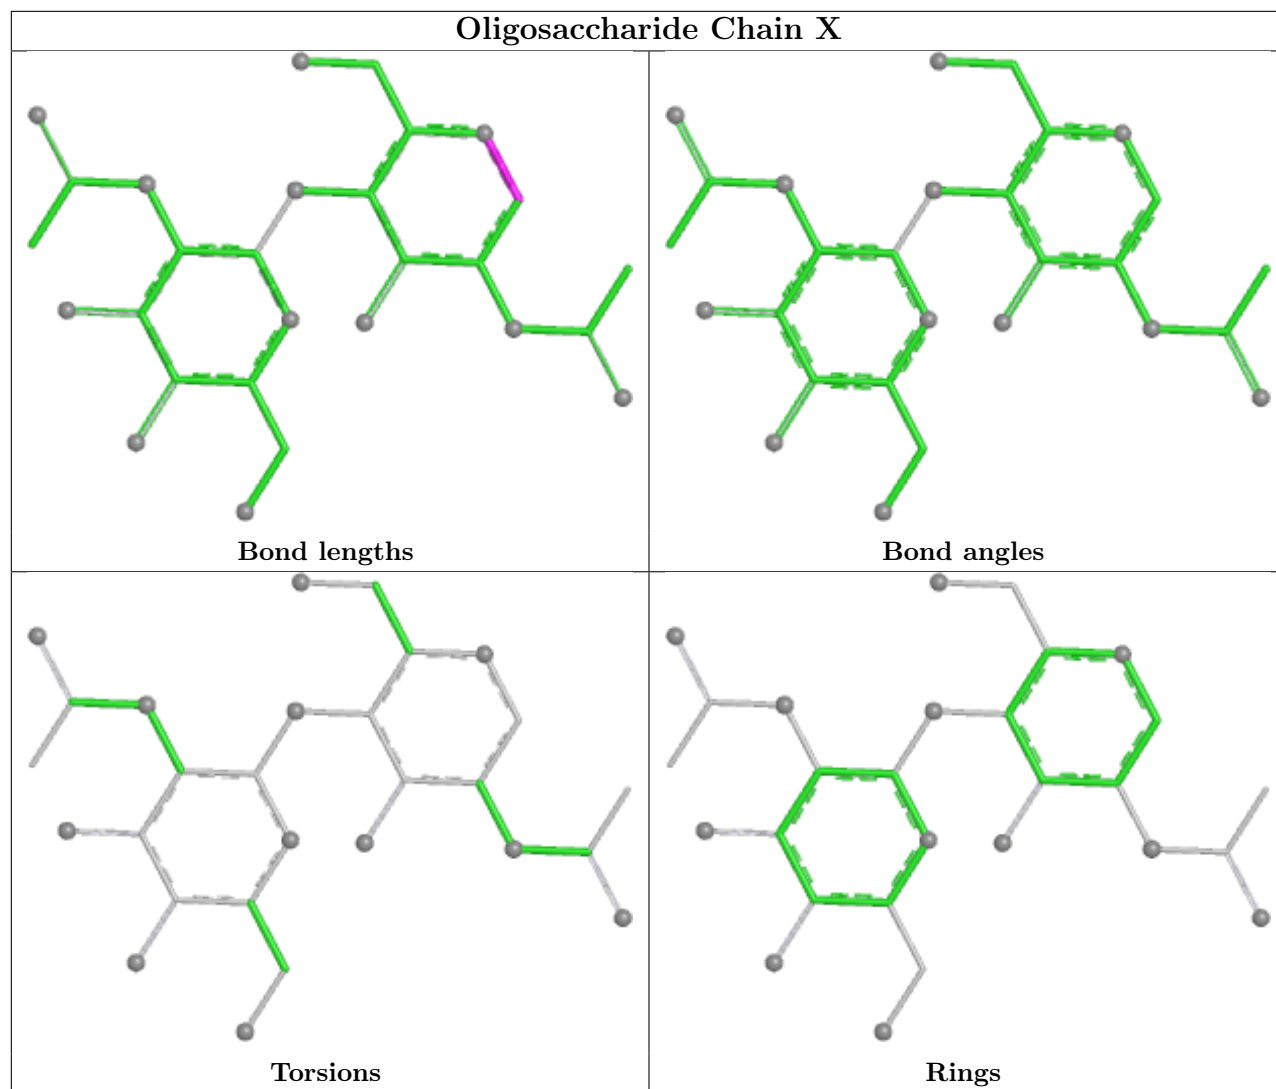 Oligosaccharide Chain X
Bond lengths
Bond angles
Torsions
Rings